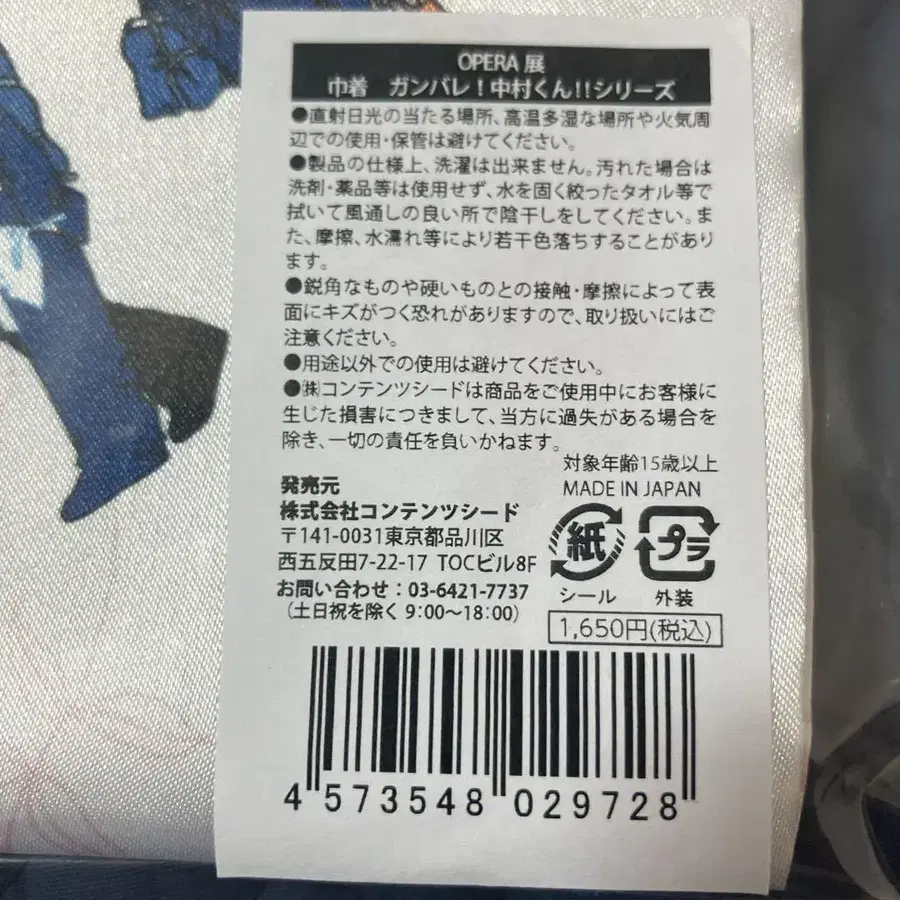 OPERA 展
巾着　ガンバレ！中村くん!!シリーズ
●直射日光の当たる場所、高温多湿な場所や火気周
辺での使用・保管は避けてください。
●製品の仕様上、洗濯は出来ません。汚れた場合は
洗剤・薬品等は使用せず、水を固く絞ったタオル等で
拭いて風通しの良い所で陰干しをしてください。ま
た、摩擦、水濡れ等により若干色落ちすることがあり
ます。
●鋭角なものや硬いものとの接触・摩擦によって表
面にキズがつく恐れがありますので、取り扱いにはご
注意ください。
●用途以外での使用は避けてください。
●㈱コンテンツシードは商品をご使用中にお客様に
生じた損害につきまして、当方に過失がある場合を
除き、一切の責任を負いかねます。
対象年齢15歳以上
MADE IN JAPAN
発売元
株式会社コンテンツシード
〒141-0031東京都品川区
西五反田7-22-17 TOCビル8F
お問い合わせ：03-6421-7737
（土日祝を除く 9:00〜18:00）
紙 プラ
シール 外装
1,650円(税込)
4 573548 029728